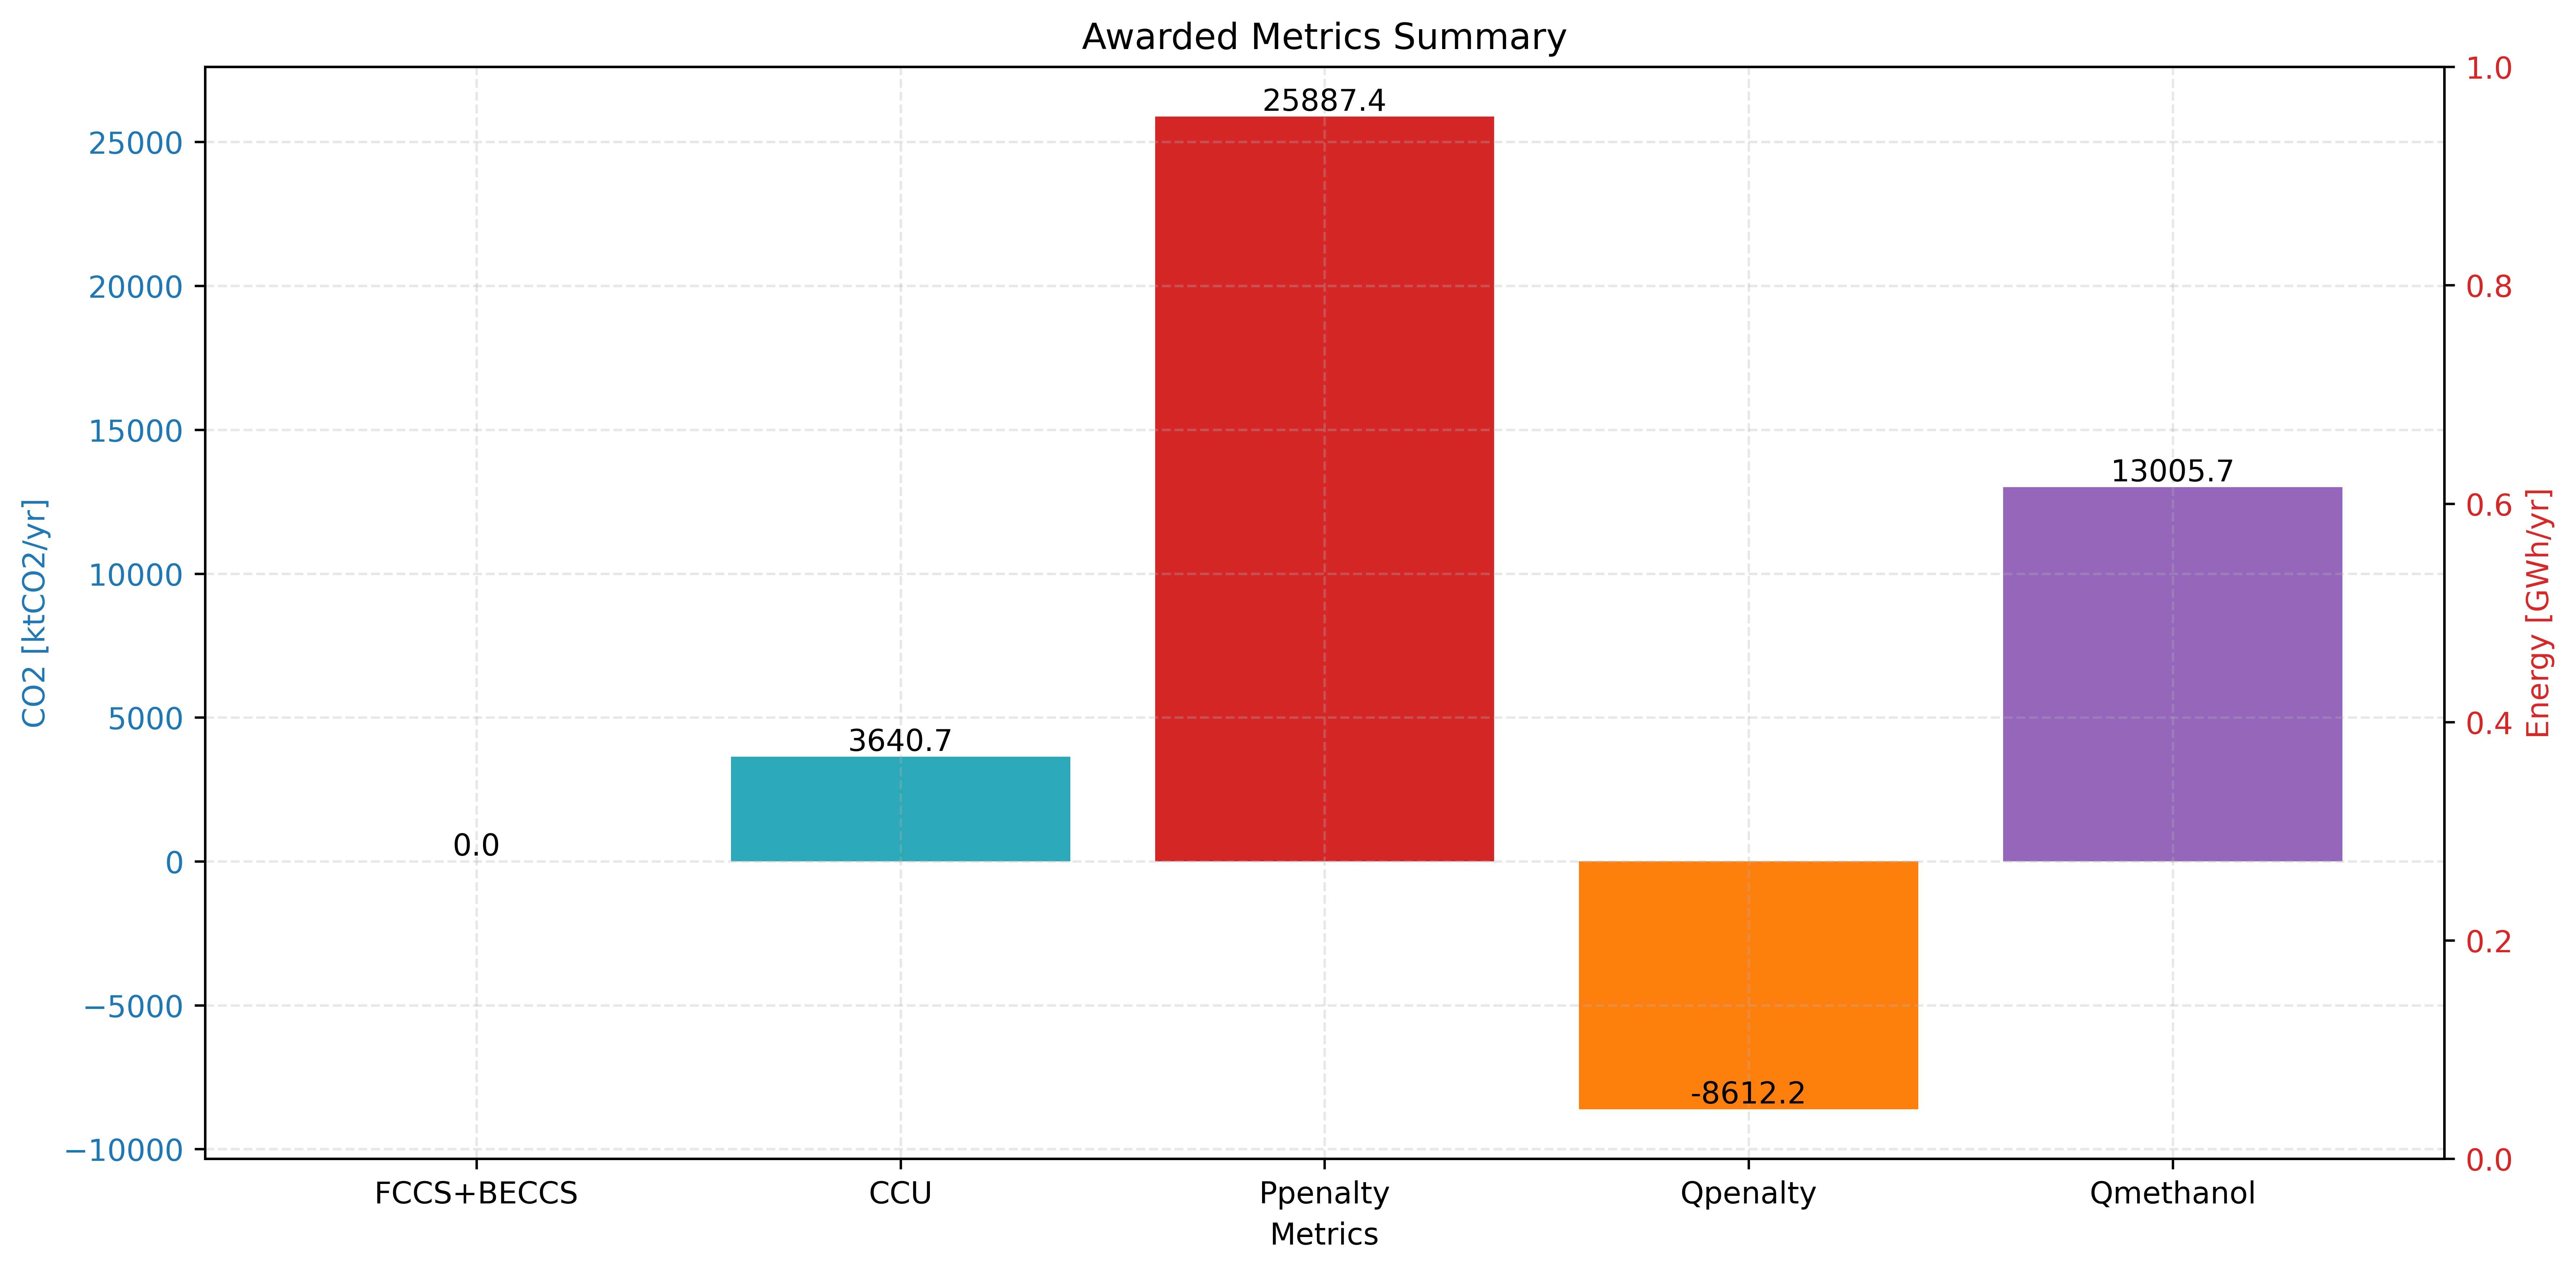 Awarded Metrics Summary
CO2 [ktCO2/yr]
25000
20000
15000
10000
5000
0
−5000
−10000
0.0
3640.7
25887.4
-8612.2
13005.7
1.0
0.8
0.6
0.4
0.2
0.0
Energy [GWh/yr]
FCCS+BECCS
CCU
Ppenalty
Qpenalty
Qmethanol
Metrics